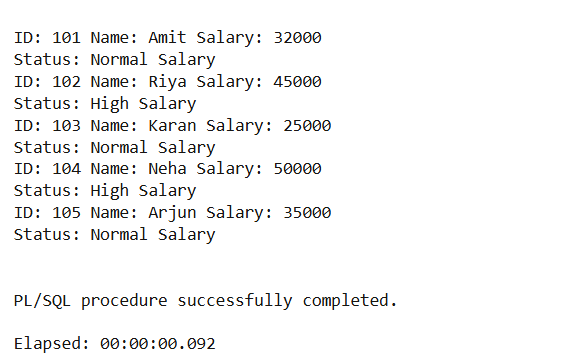 ID: 101 Name: Amit Salary: 32000
Status: Normal Salary
ID: 102 Name: Riya Salary: 45000
Status: High Salary
ID: 103 Name: Karan Salary: 25000
Status: Normal Salary
ID: 104 Name: Neha Salary: 50000
Status: High Salary
ID: 105 Name: Arjun Salary: 35000
Status: Normal Salary
PL/SQL procedure successfully completed.
Elapsed: 00:00:00.092